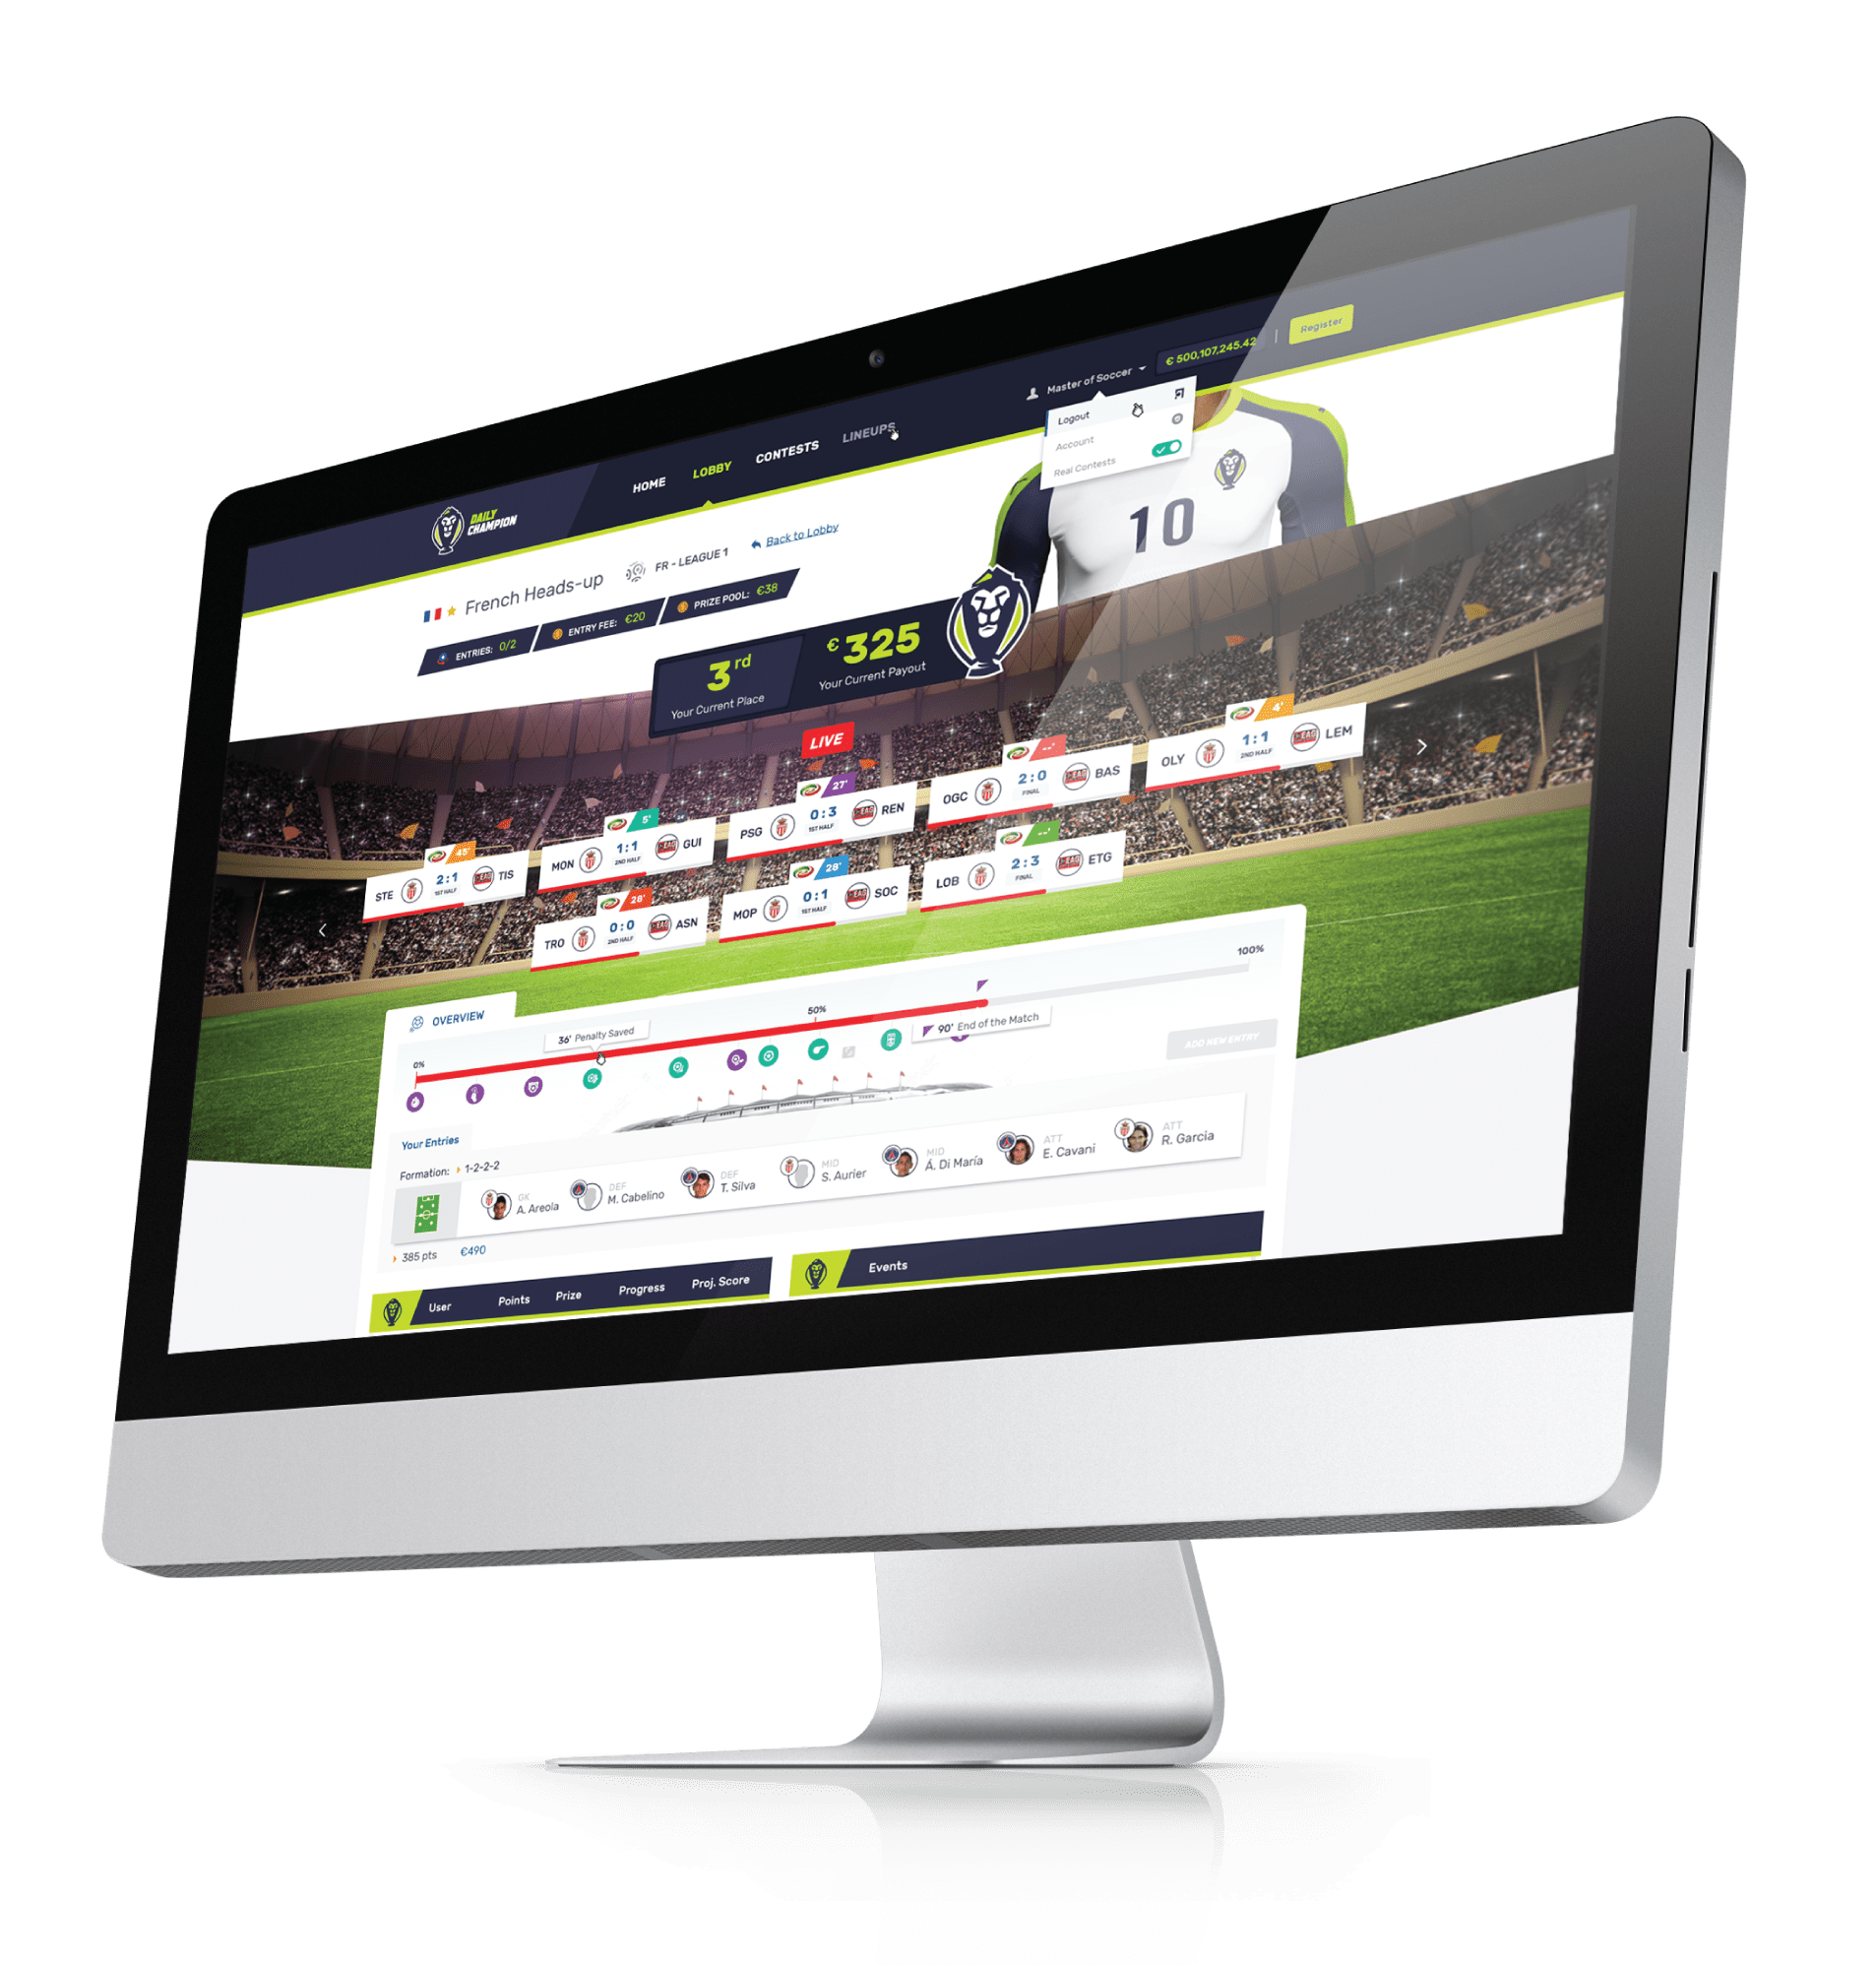 Register
€ 500,107,245.42
Master of Soccer
Logout
Account
Real Contests
HOME LOBBY CONTESTS LINEUPS
DAILY
CHAMPION
10
French Heads-up FR - LEAGUE 1 Back to Lobby
ENTRIES: 0/2 ENTRY FEE: €20 PRIZE POOL: €38
3rd
Your Current Place
€325
Your Current Payout
LIVE
45'
STE 2:1 TIS
1ST HALF
5'
MON 1:1 GUI
2ND HALF
27'
PSG 0:3 REN
1ST HALF
--'
OGC 2:0 BAS
FINAL
4'
OLY 1:1 LEM
2ND HALF
28'
TRO 0:0 ASN
2ND HALF
28'
MOP 0:1 SOC
1ST HALF
--'
LOB 2:3 ETG
FINAL
OVERVIEW
0% 50% 100%
36' Penalty Saved
90' End of the Match
ADD NEW ENTRY
Your Entries
Formation: 1-2-2-2
GK
A. Areola
DEF
M. Cabelino
DEF
T. Silva
MID
S. Aurier
MID
Á. Di María
ATT
E. Cavani
ATT
R. Garcia
385 pts €490
User Points Prize Progress Proj. Score
Events